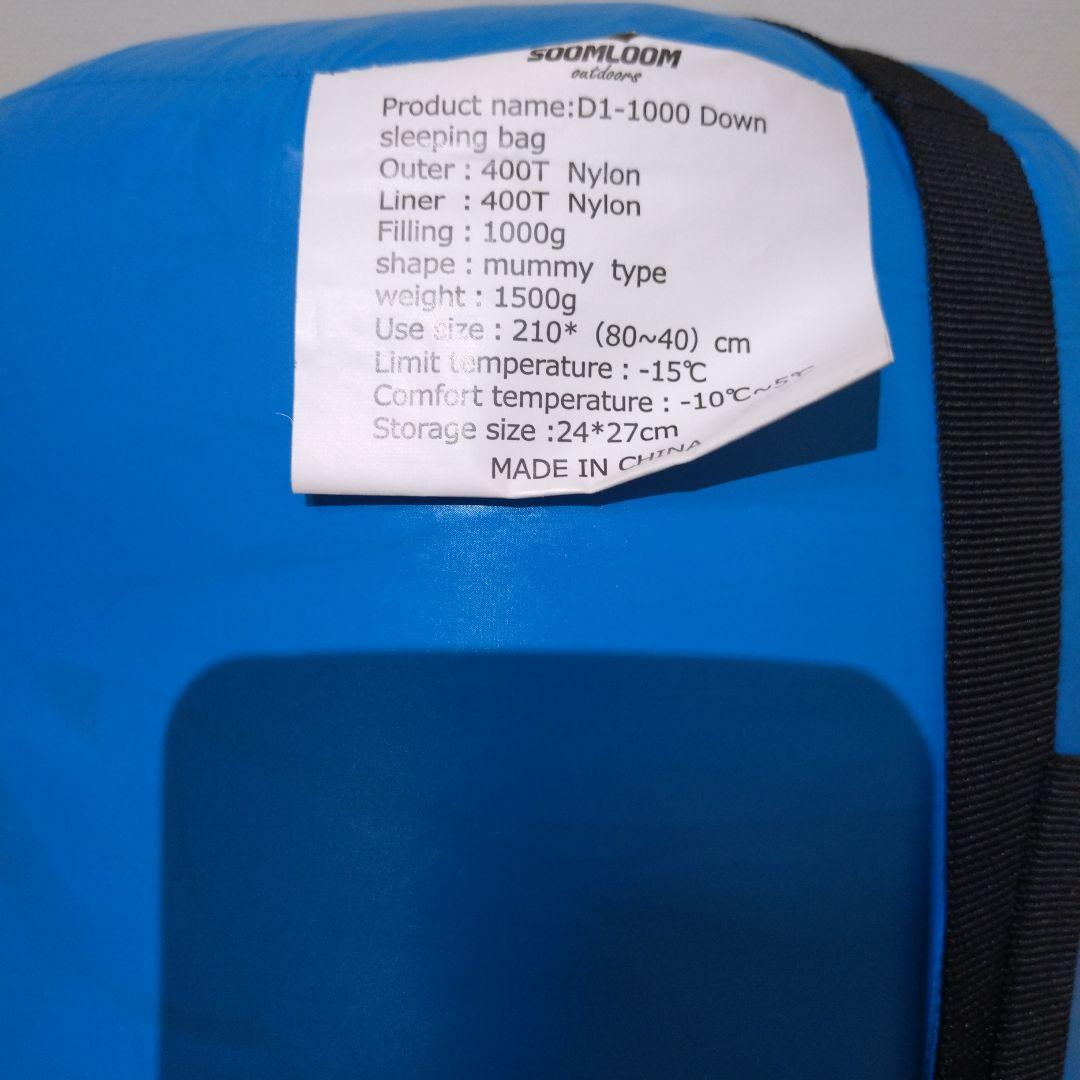 SOOMLOOM
outdoors
Product name:D1-1000 Down
sleeping bag
Outer : 400T Nylon
Liner : 400T Nylon
Filling : 1000g
shape : mummy type
weight : 1500g
Use size : 210* (80~40) cm
Limit temperature : -15℃
Comfort temperature : -10℃~5℃
Storage size :24*27cm
MADE IN CHINA